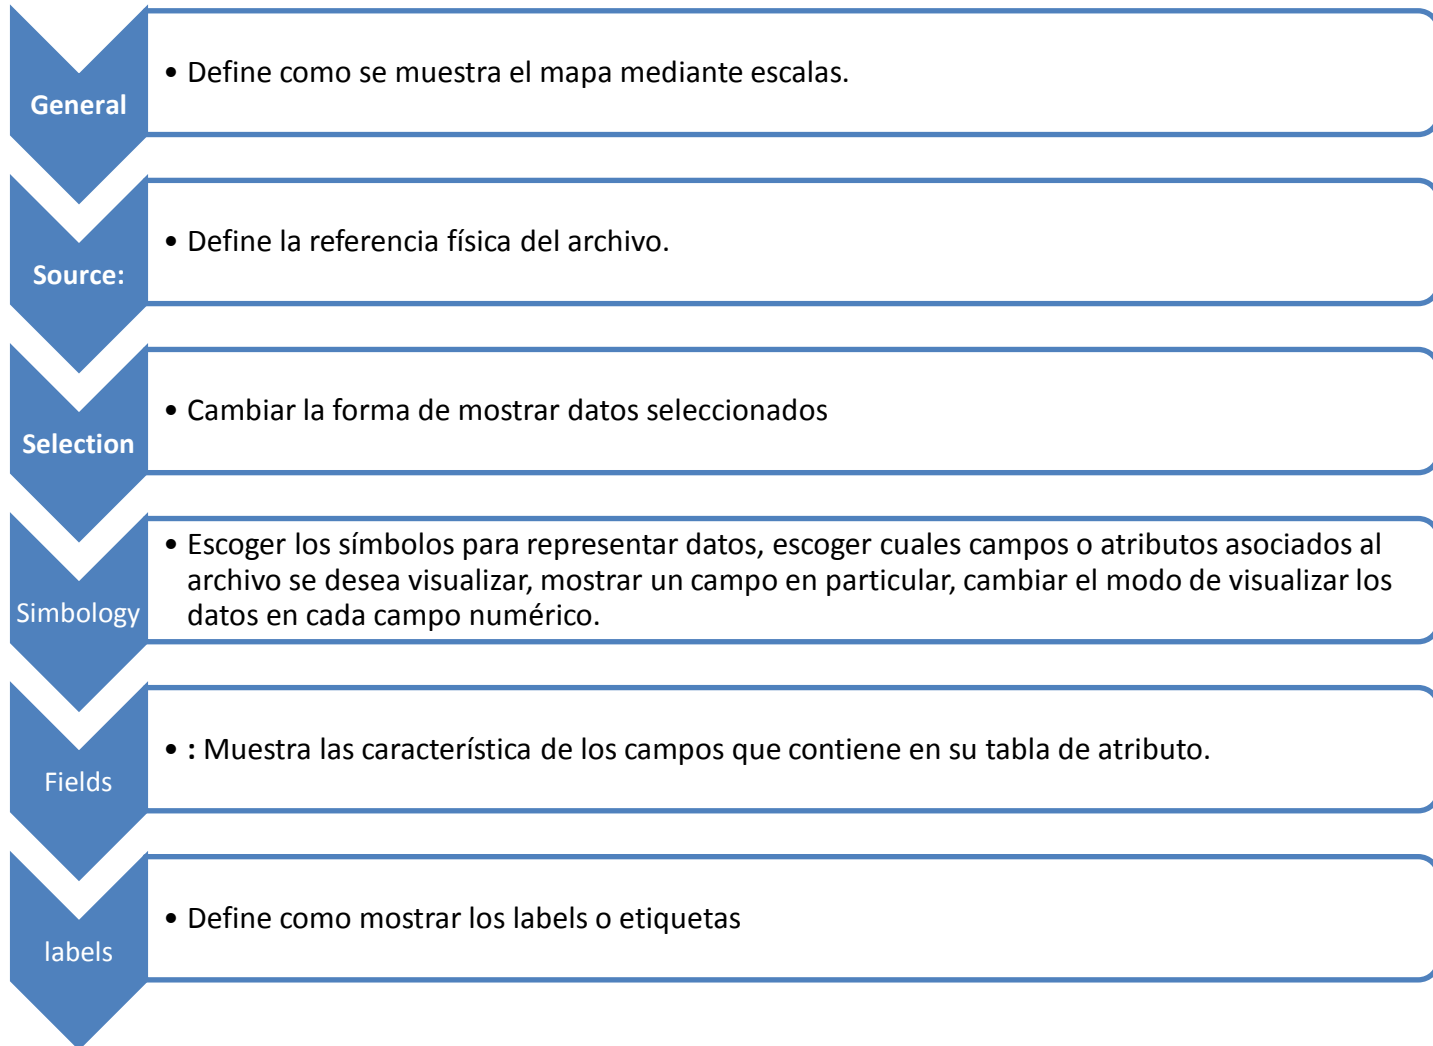 General
• Define como se muestra el mapa mediante escalas.
Source:
• Define la referencia física del archivo.
Selection
• Cambiar la forma de mostrar datos seleccionados
Simbology
• Escoger los símbolos para representar datos, escoger cuales campos o atributos asociados al
archivo se desea visualizar, mostrar un campo en particular, cambiar el modo de visualizar los
datos en cada campo numérico.
Fields
• : Muestra las característica de los campos que contiene en su tabla de atributo.
labels
• Define como mostrar los labels o etiquetas